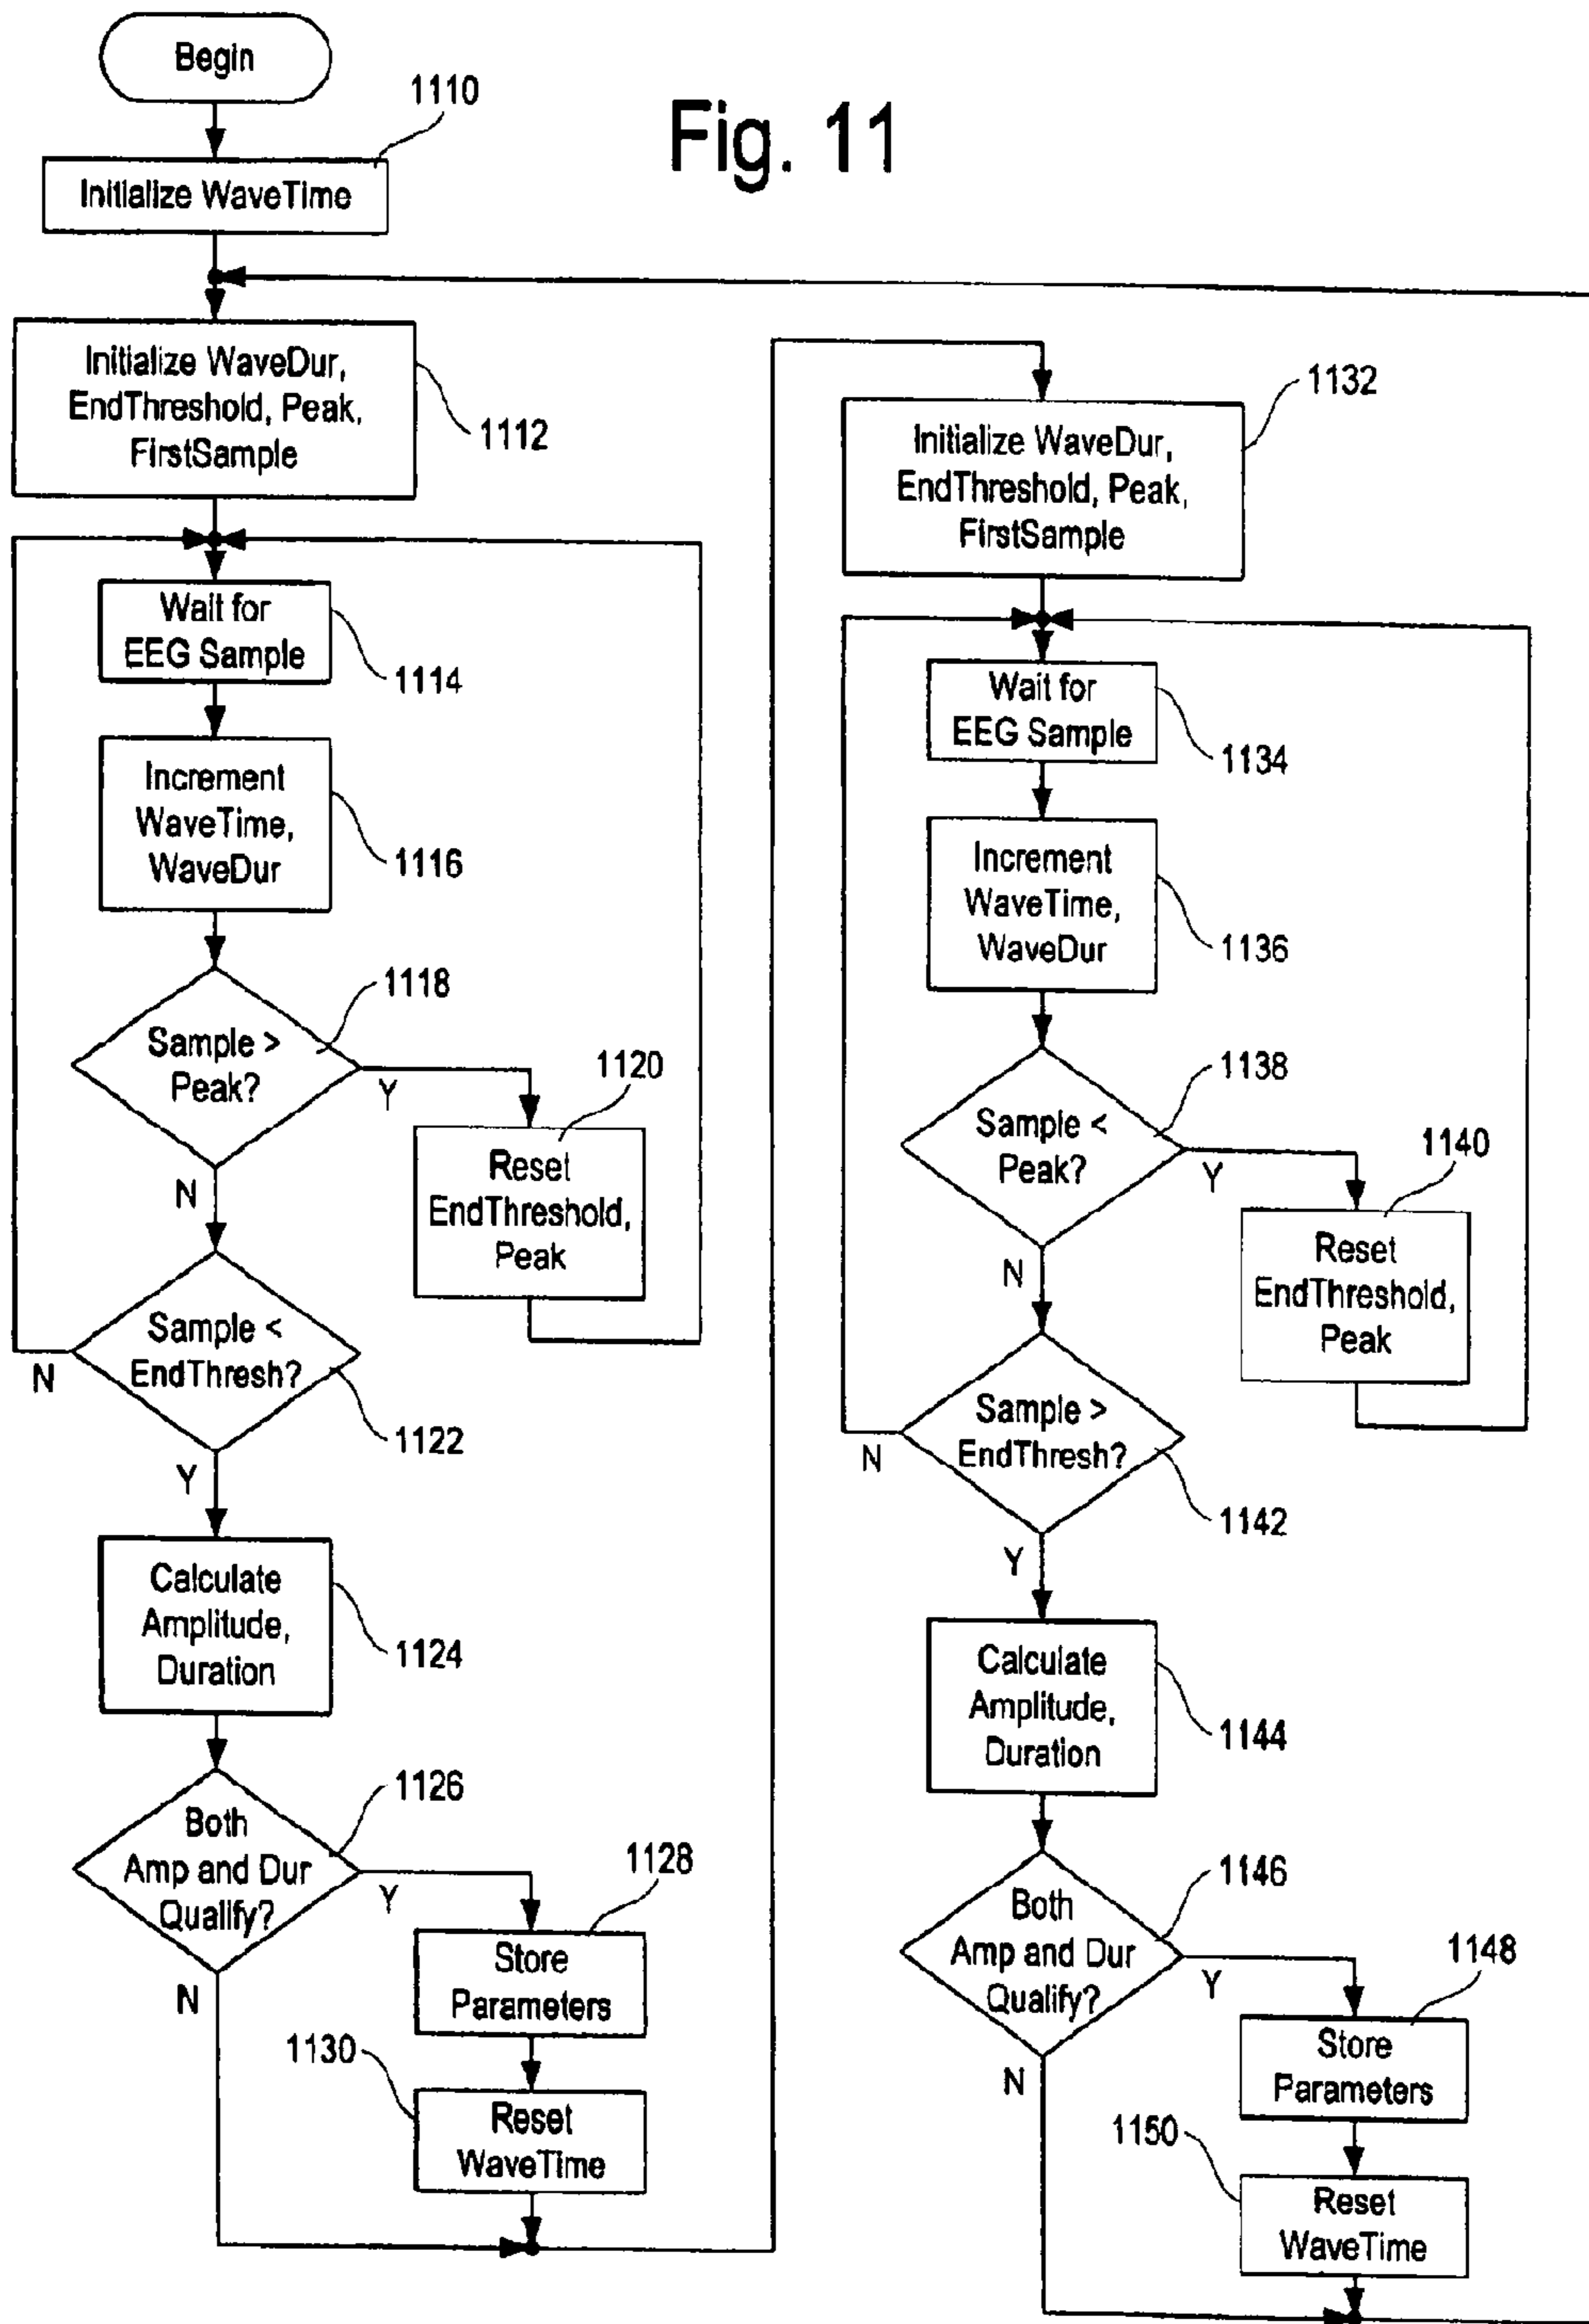 Fig. 11
Begin
1110
Initialize WaveTime
Initialize WaveDur,
EndThreshold, Peak,
FirstSample
1112
Wait for
EEG Sample
1114
Increment
WaveTime,
WaveDur
1116
Sample >
Peak?
1118
Y
N
1120
Reset
EndThreshold,
Peak
Sample <
EndThresh?
1122
N
Y
Calculate
Amplitude,
Duration
1124
Both
Amp and Dur
Qualify?
1126
Y
N
1128
Store
Parameters
1130
Reset
WaveTime
1132
Initialize WaveDur,
EndThreshold, Peak,
FirstSample
Wait for
EEG Sample
1134
Increment
WaveTime,
WaveDur
1136
Sample <
Peak?
1138
Y
N
1140
Reset
EndThreshold,
Peak
Sample >
EndThresh?
1142
N
Y
Calculate
Amplitude,
Duration
1144
Both
Amp and Dur
Qualify?
1146
Y
N
1148
Store
Parameters
1150
Reset
WaveTime